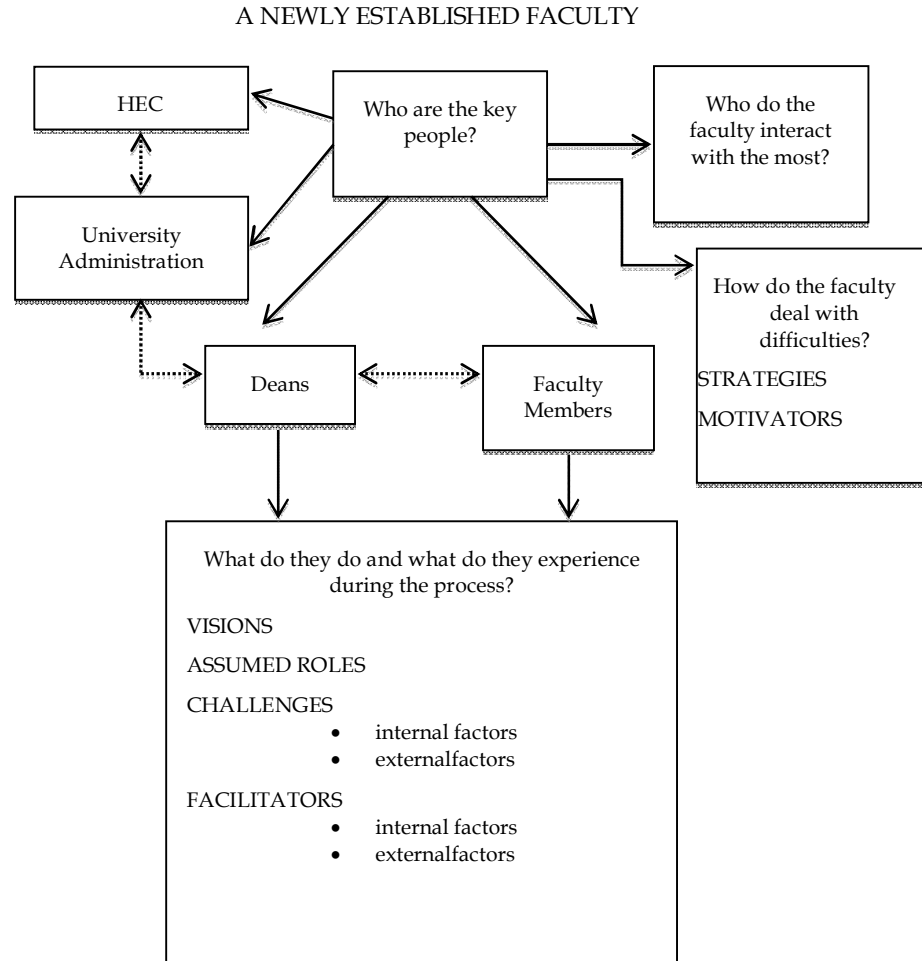 A NEWLY ESTABLISHED FACULTY
HEC
Who are the key
people?
Who do the
faculty interact
with the most?
University
Administration
How do the faculty
deal with
difficulties?
STRATEGIES
MOTIVATORS
Deans
Faculty
Members
What do they do and what do they experience
during the process?
VISIONS
ASSUMED ROLES
CHALLENGES
• internal factors
• externalfactors
FACILITATORS
• internal factors
• externalfactors